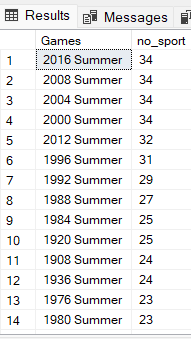 Results Messages
Games no_sport
1 2016 Summer 34
2 2008 Summer 34
3 2004 Summer 34
4 2000 Summer 34
5 2012 Summer 32
6 1996 Summer 31
7 1992 Summer 29
8 1988 Summer 27
9 1984 Summer 25
10 1920 Summer 25
11 1908 Summer 24
12 1936 Summer 24
13 1976 Summer 23
14 1980 Summer 23